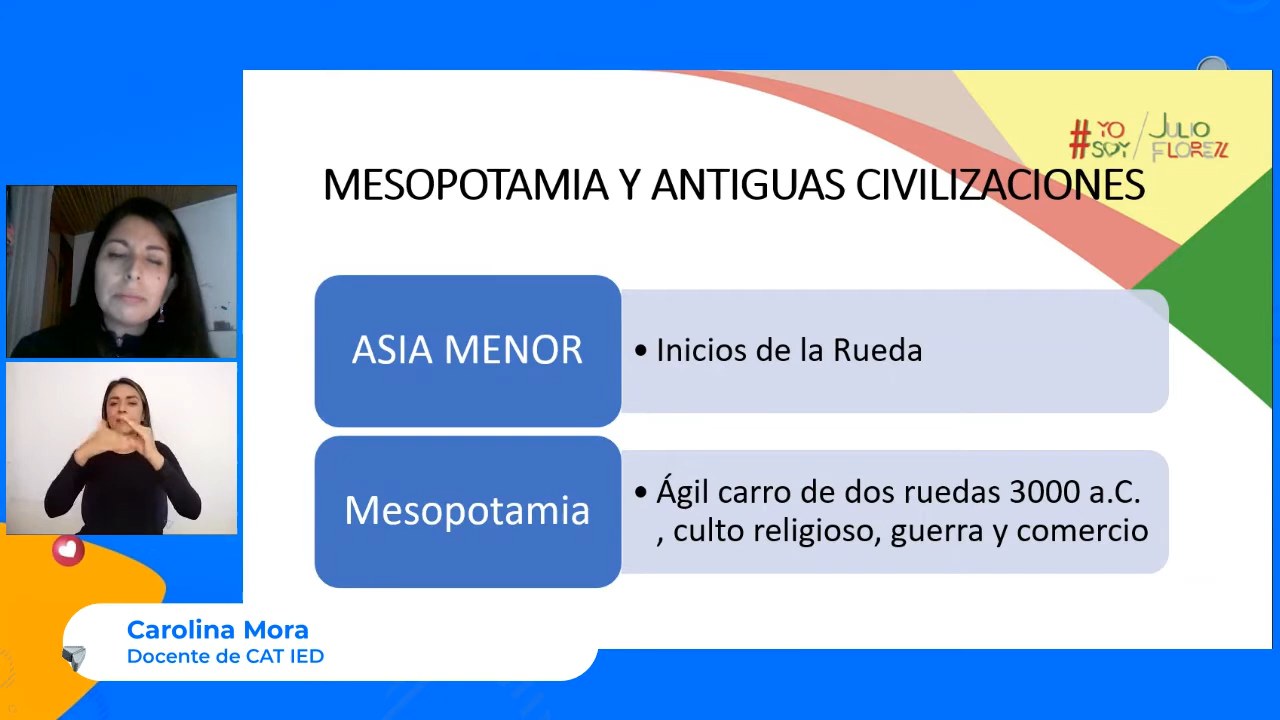 #YO SOY / JULIO FLOREZ
MESOPOTAMIA Y ANTIGUAS CIVILIZACIONES
ASIA MENOR
• Inicios de la Rueda
Mesopotamia
• Ágil carro de dos ruedas 3000 a.C.
, culto religioso, guerra y comercio
Carolina Mora
Docente de CAT IED